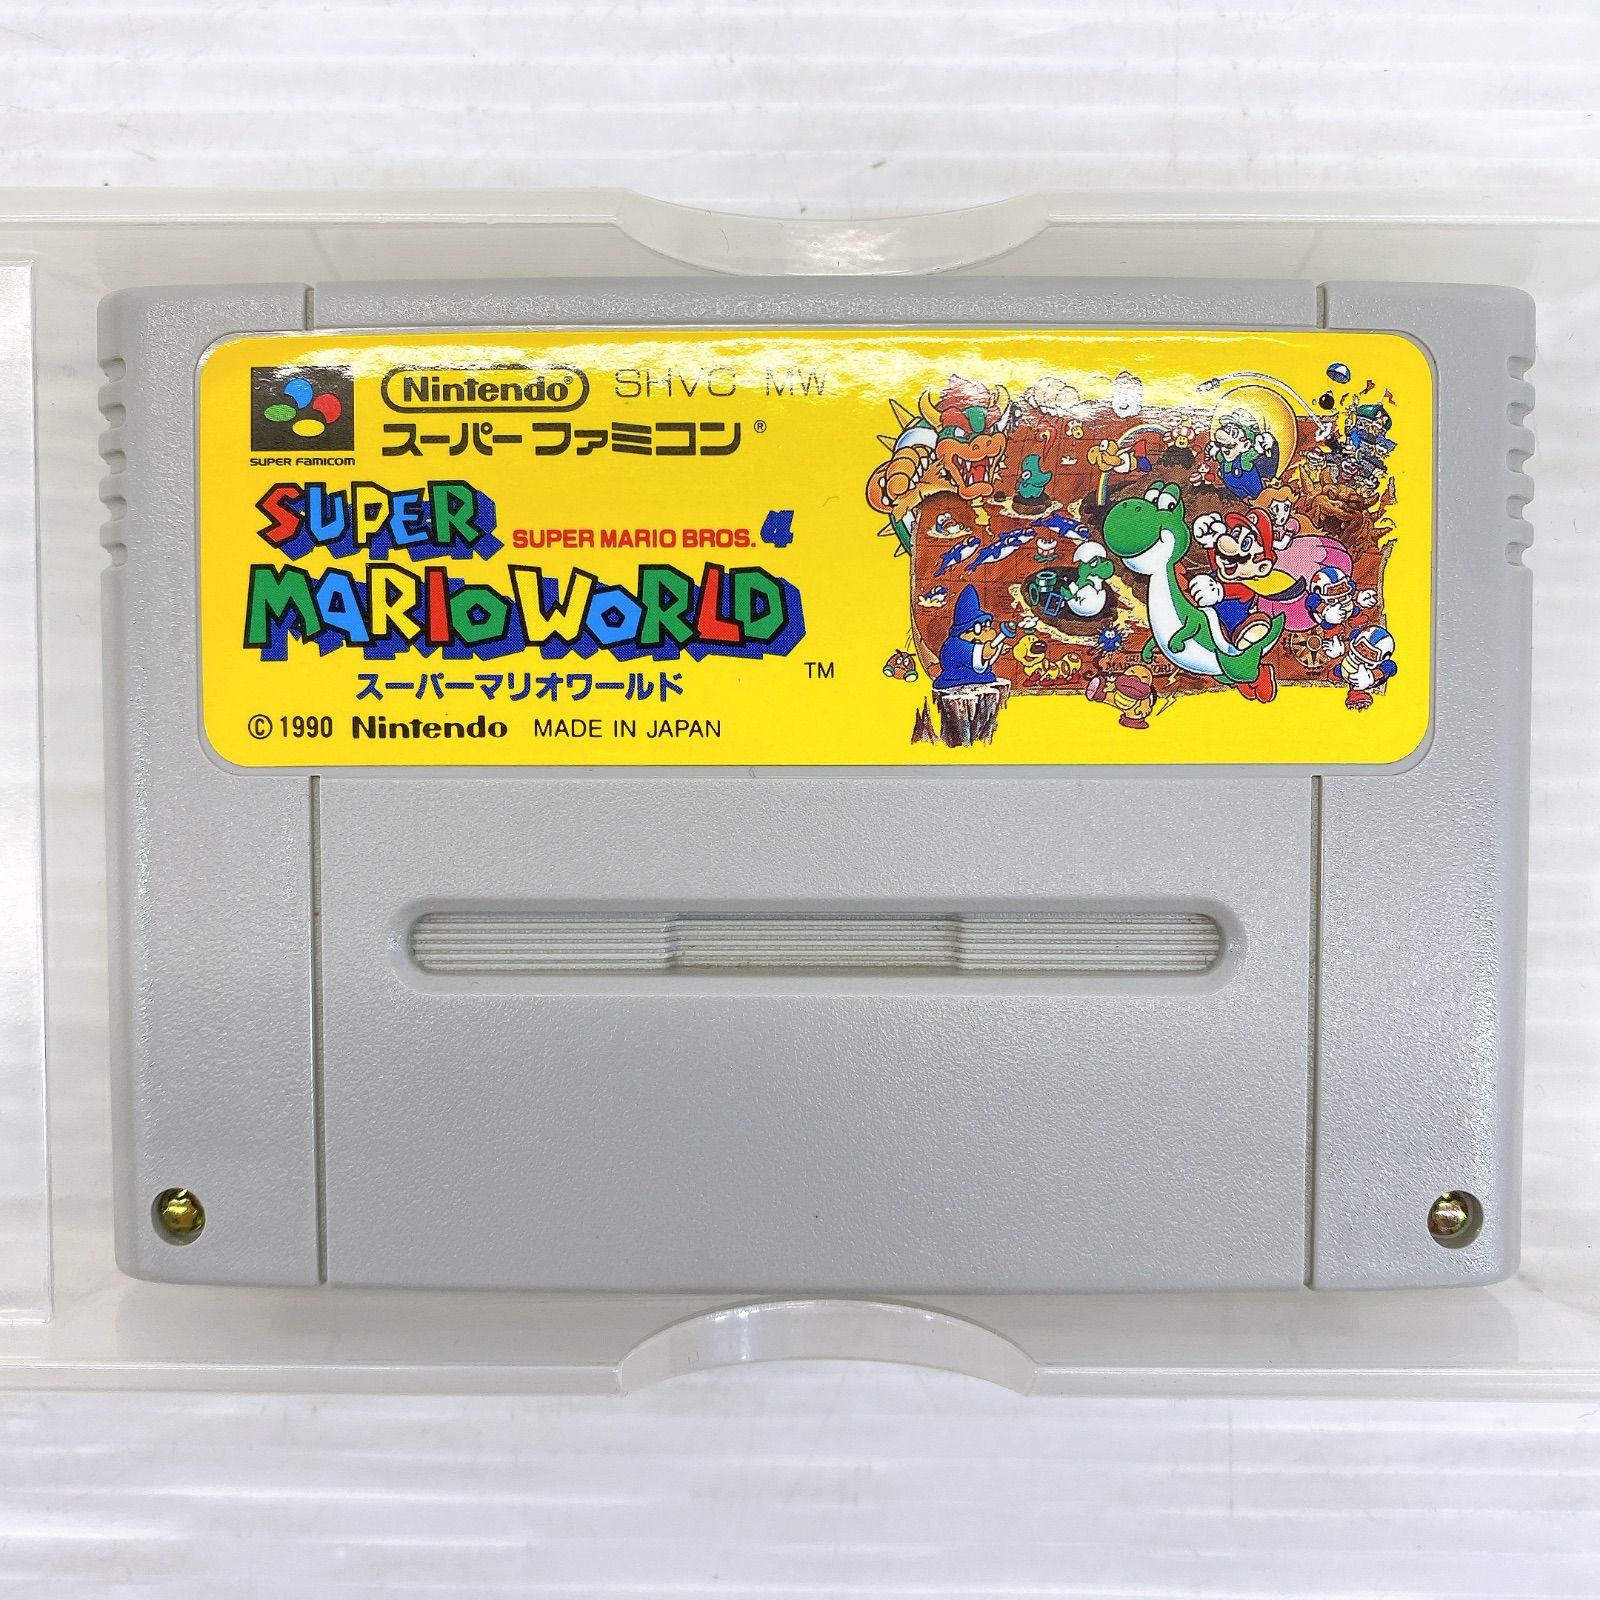 Nintendo® SHVC MW
スーパーファミコン®
SUPER FAMICOM
SUPER
SUPER MARIO BROS. 4
MARIO WORLD
TM
スーパーマリオワールド
© 1990 Nintendo MADE IN JAPAN